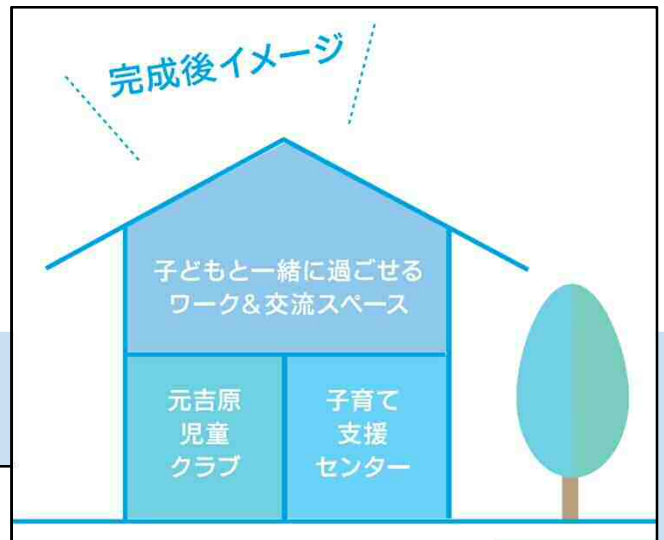 完成後イメージ
子どもと一緒に過ごせる
ワーク&交流スペース
元吉原
児童
クラブ
子育て
支援
センター